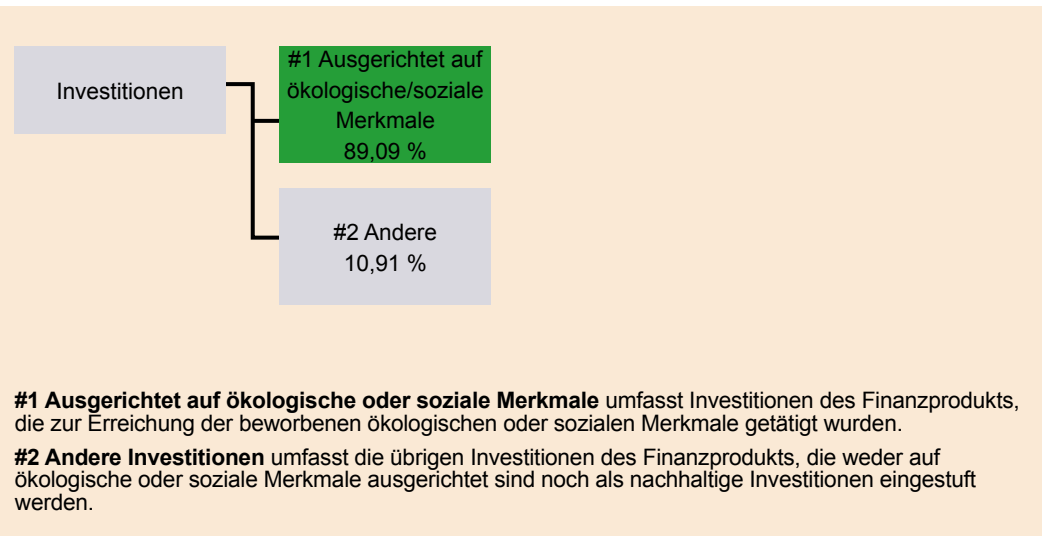 Investitionen
#1 Ausgerichtet auf
ökologische/soziale
Merkmale
89,09 %
#2 Andere
10,91 %
#1 Ausgerichtet auf ökologische oder soziale Merkmale umfasst Investitionen des Finanzprodukts,
die zur Erreichung der beworbenen ökologischen oder sozialen Merkmale getätigt wurden.
#2 Andere Investitionen umfasst die übrigen Investitionen des Finanzprodukts, die weder auf
ökologische oder soziale Merkmale ausgerichtet sind noch als nachhaltige Investitionen eingestuft
werden.